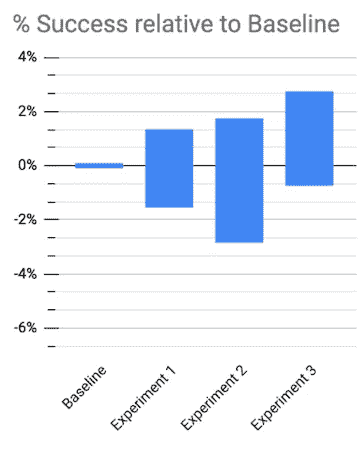 % Success relative to Baseline
4%
2%
0%
-2%
-4%
-6%
Baseline
Experiment 1
Experiment 2
Experiment 3